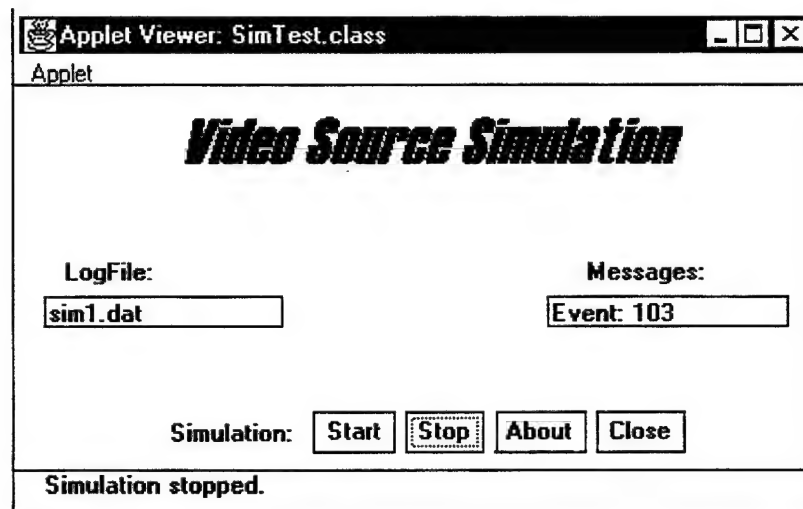 Applet Viewer: SimTest.class
Applet
Video Source Simulation
LogFile: Messages:
sim1.dat Event: 103
Simulation: Start Stop About Close
Simulation stopped.